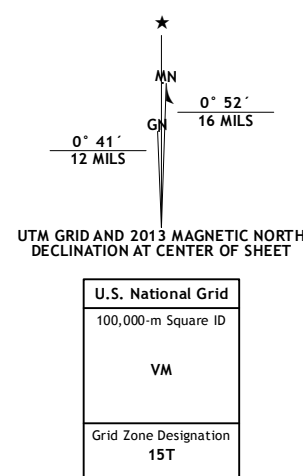 MN
0° 52´
16 MILS
GN
0° 41´
12 MILS
UTM GRID AND 2013 MAGNETIC NORTH
DECLINATION AT CENTER OF SHEET
U.S. National Grid
100,000-m Square ID
VM
Grid Zone Designation
15T